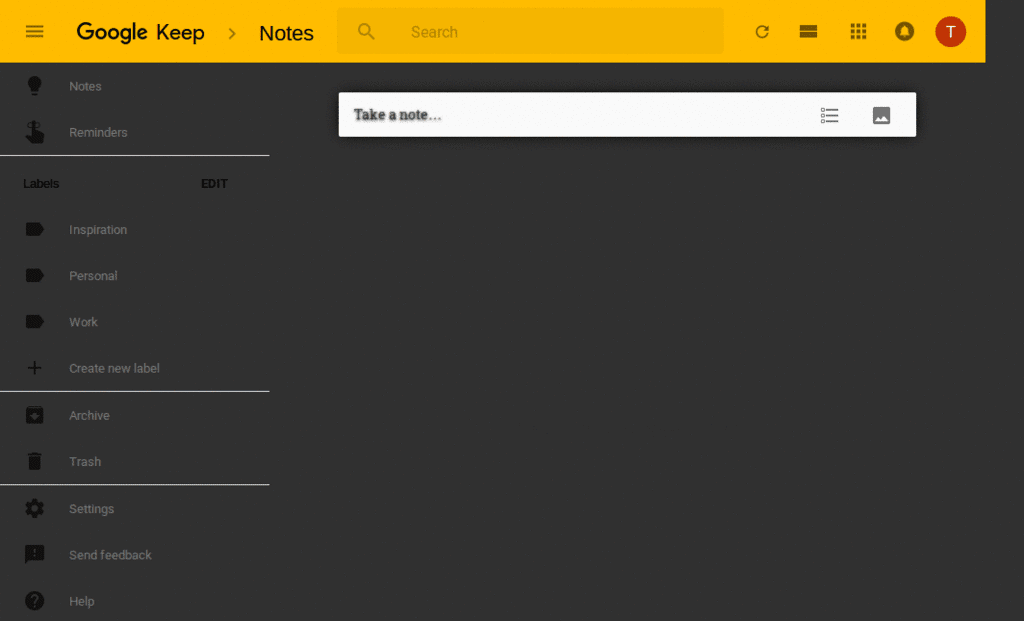 Google Keep > Notes Search T
Notes
Take a note...
Reminders
Labels EDIT
Inspiration
Personal
Work
Create new label
Archive
Trash
Settings
Send feedback
Help